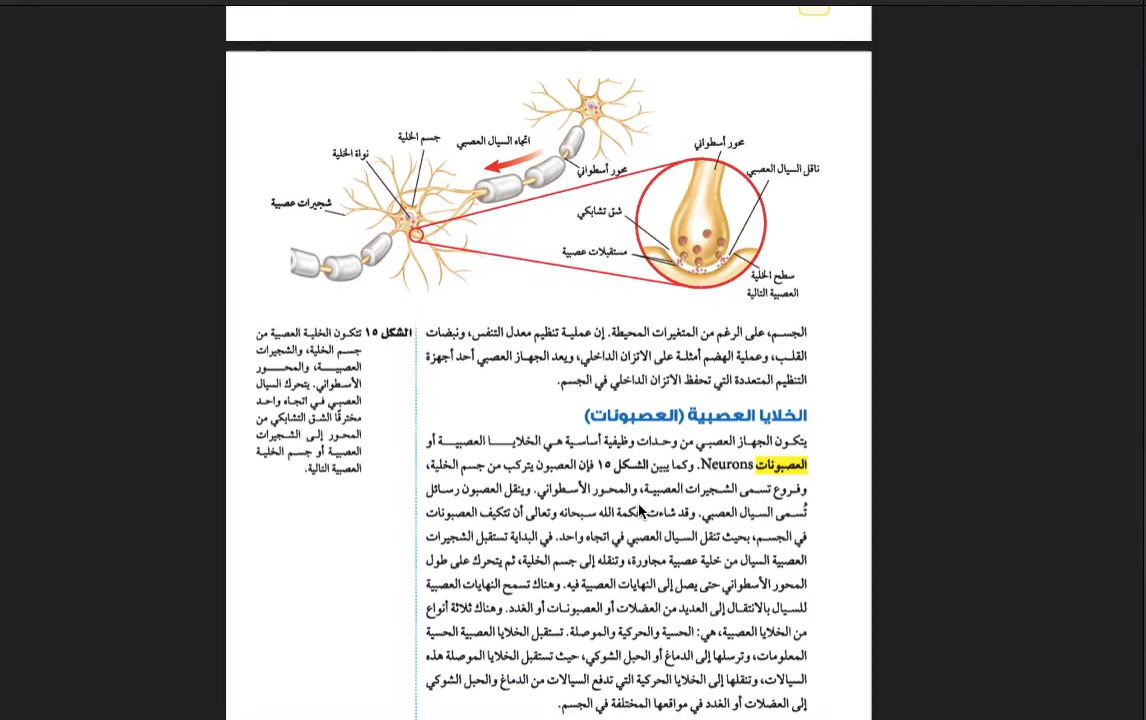 اتجاه السيال العصبي
جسم الخلية
نواة الخلية
شجيرات عصبية
محور أسطواني
محور أسطواني
ناقل السيال العصبي
شق تشابكي
مستقبلات عصبية
سطح الخلية
العصبية التالية
الجسم، على الرغم من المتغيرات المحيطة. إن عملية تنظيم معدل التنفس، ونبضات
القلب، وعملية الهضم أمثلة على الاتزان الداخلي، ويعد الجهاز العصبي أحد أجهزة
التنظيم المتعددة التي تحفظ الاتزان الداخلي في الجسم.
الخلايا العصبية (العصبونات)
يتكون الجهاز العصبي من وحدات وظيفية أساسية هي الخلايا العصبية أو
العصبونات Neurons. وكما يبين الشكل ١٥ فإن العصبون يتركب من جسم الخلية،
وفروع تسمى الشجيرات العصبية، والمحور الأسطواني. وينقل العصبون رسائل
تُسمى السيال العصبي. وقد شاءت حكمة الله سبحانه وتعالى أن تتكيف العصبونات
في الجسم، بحيث تنقل السيال العصبي في اتجاه واحد. في البداية تستقبل الشجيرات
العصبية السيال من خلية عصبية مجاورة، وتنقله إلى جسم الخلية، ثم يتحرك على طول
المحور الأسطواني حتى يصل إلى النهايات العصبية فيه. وهناك تسمح النهايات العصبية
للسيال بالانتقال إلى العديد من العضلات أو العصبونات أو الغدد. وهناك ثلاثة أنواع
من الخلايا العصبية، هي: الحسية والحركية والموصلة. تستقبل الخلايا العصبية الحسية
المعلومات، وترسلها إلى الدماغ أو الحبل الشوكي، حيث تستقبل الخلايا الموصلة هذه
السيالات، وتنقلها إلى الخلايا الحركية التي تدفع السيالات من الدماغ والحبل الشوكي
إلى العضلات أو الغدد في مواقعها المختلفة في الجسم.
الشكل ١٥ تتكون الخلية العصبية من
جسم الخلية، والشجيرات
العصبية، والمحور
الأسطواني. يتحرك السيال
العصبي في اتجاه واحد
مخترقًا الشق التشابكي من
المحور إلى الشجيرات
العصبية أو جسم الخلية
العصبية التالية.